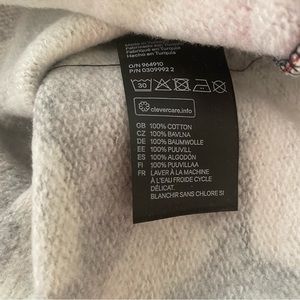 Fabriqué en Turquie
Hecho en Turquía
O/N 964910
P/N 0309992 2
30
clevercare.info
GB 100% COTTON
CZ 100% BAVLNA
DE 100% BAUMWOLLE
EE 100% PUUVILL
ES 100% ALGODÓN
FI 100% PUUVILLAA
FR LAVER À LA MACHINE
À L'EAU FROIDE CYCLE
DÉLICAT.
BLANCHIR SANS CHLORE SI